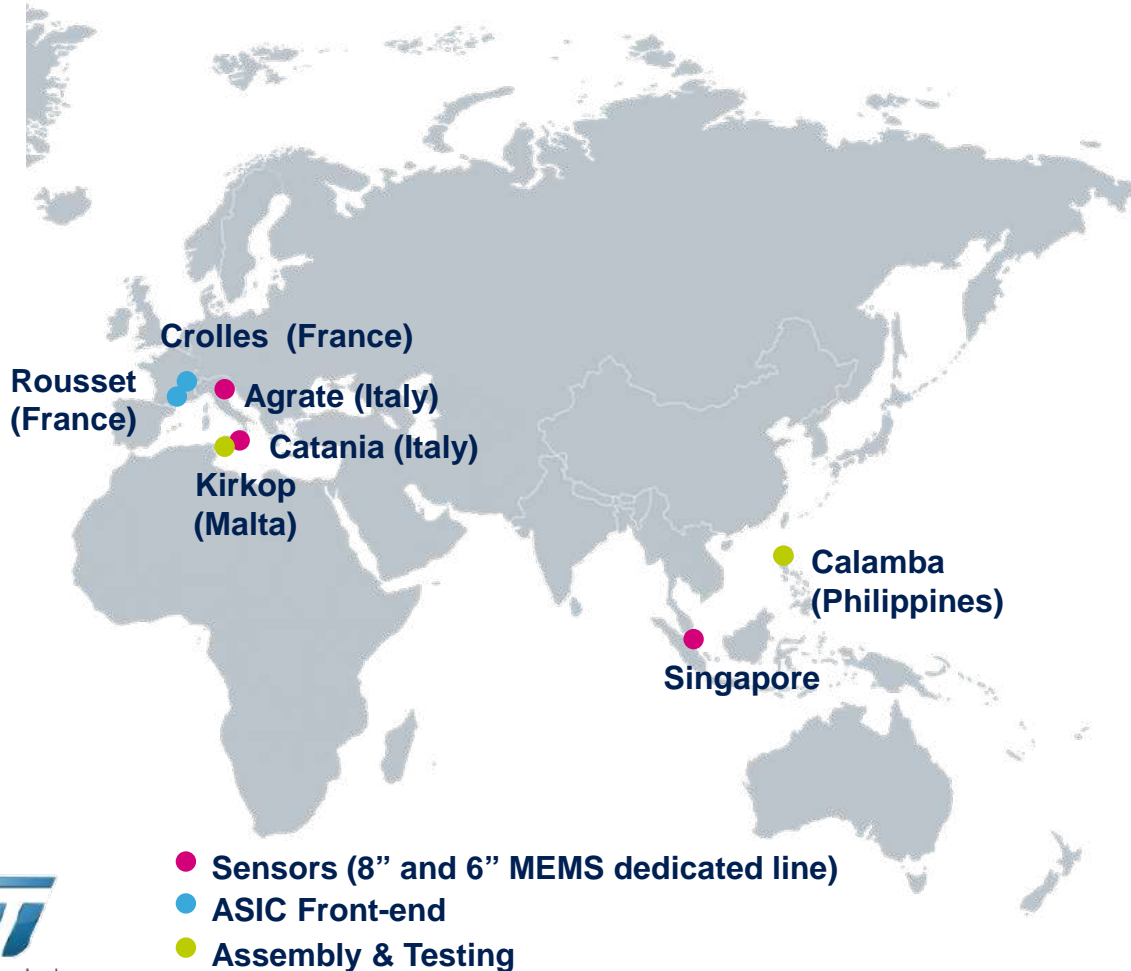 Crolles (France)
Rousset
(France)
Agrate (Italy)
Catania (Italy)
Kirkop
(Malta)
Calamba
(Philippines)
Singapore
Sensors (8” and 6” MEMS dedicated line)
ASIC Front-end
Assembly & Testing